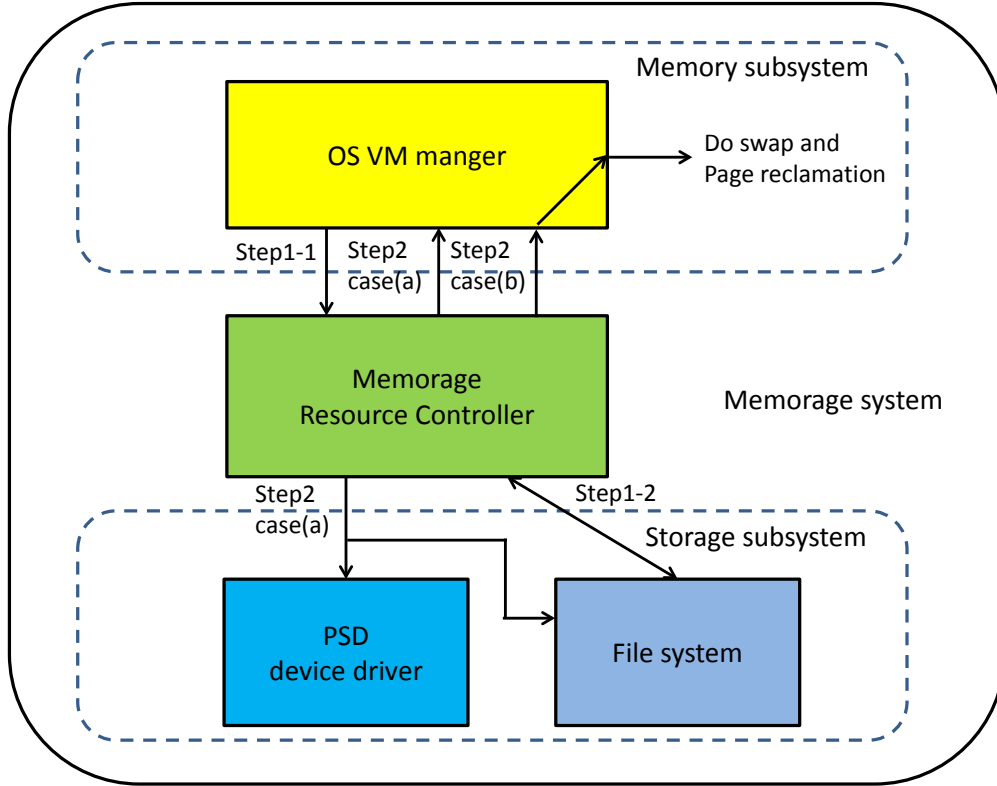 Memory subsystem
OS VM manger
Do swap and
Page reclamation
Step1-1
Step2
case(a)
Step2
case(b)
Memorage
Resource Controller
Memorage system
Step2
case(a)
Step1-2
Storage subsystem
PSD
device driver
File system